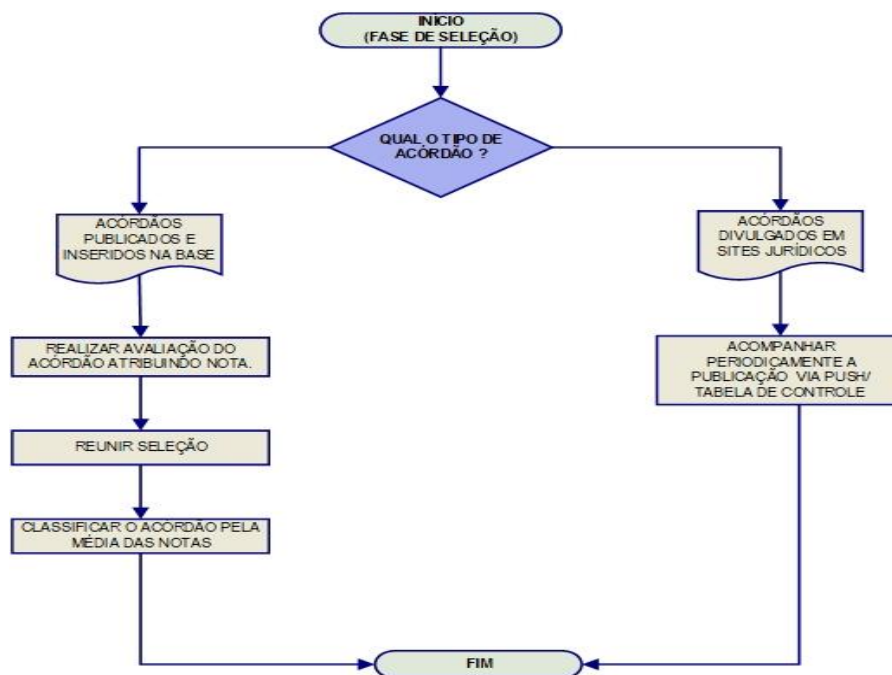 INÍCIO
(FASE DE SELEÇÃO)
QUAL O TIPO DE
ACÓRDÃO ?
ACÓRDÃOS
PUBLICADOS E
INSERIDOS NA BASE
REALIZAR AVALIAÇÃO DO
ACÓRDÃO ATRIBUINDO NOTA.
REUNIR SELEÇÃO
CLASSIFICAR O ACÓRDÃO PELA
MÉDIA DAS NOTAS
ACÓRDÃOS
DIVULGADOS EM
SITES JURÍDICOS
ACOMPANHAR
PERIODICAMENTE A
PUBLICAÇÃO VIA PUSH/
TABELA DE CONTROLE
FIM